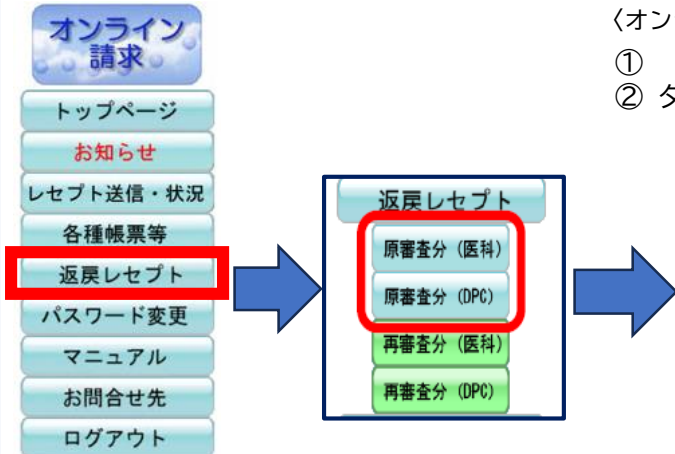 オンライン
請求
トップページ
お知らせ
レセプト送信・状況
各種帳票等
返戻レセプト
パスワード変更
マニュアル
お問合せ先
ログアウト
返戻レセプト
原審査分（医科）
原審査分（DPC）
再審査分（医科）
再審査分（DPC）
〈オン
①
② タ